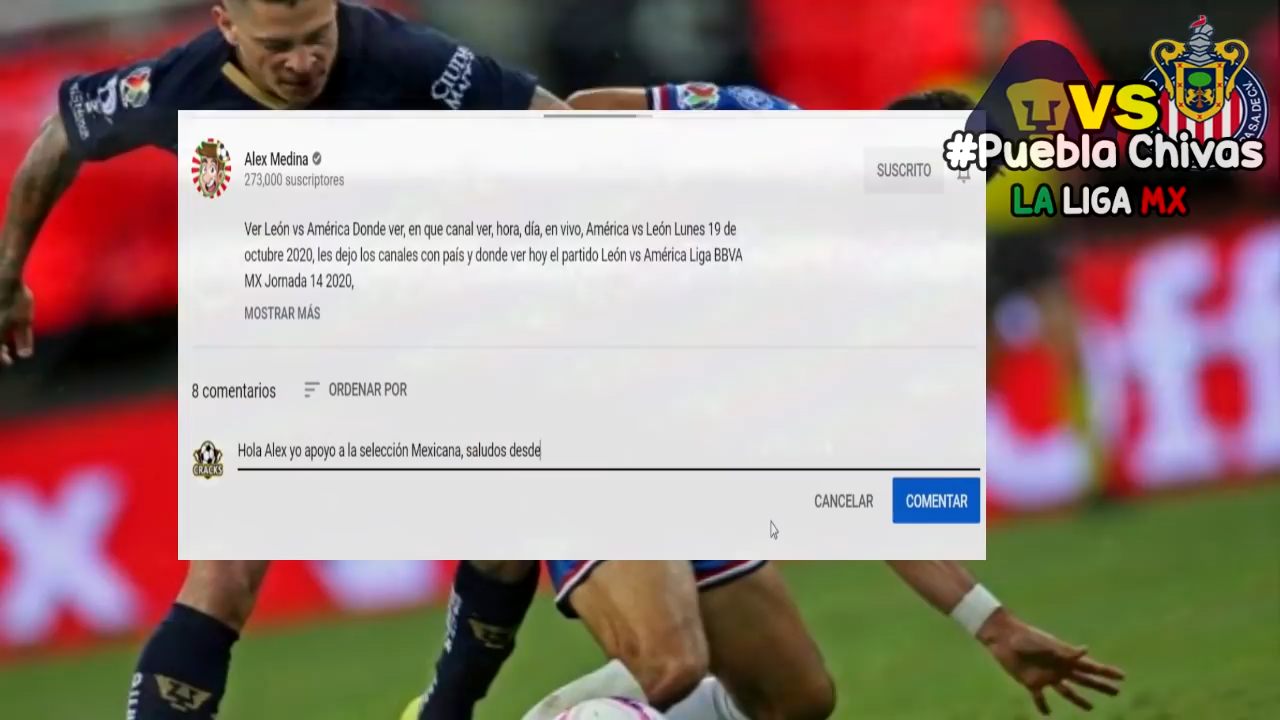 VS
#Puebla Chivas
LA LIGA MX
Alex Medina
273,000 suscriptores
SUSCRITO
Ver León vs América Donde ver, en que canal ver, hora, día, en vivo, América vs León Lunes 19 de
octubre 2020, les dejo los canales con país y donde ver hoy el partido León vs América Liga BBVA
MX Jornada 14 2020,
MOSTRAR MÁS
8 comentarios
ORDENAR POR
CRACKS
Hola Alex yo apoyo a la selección Mexicana, saludos desde
CANCELAR
COMENTAR